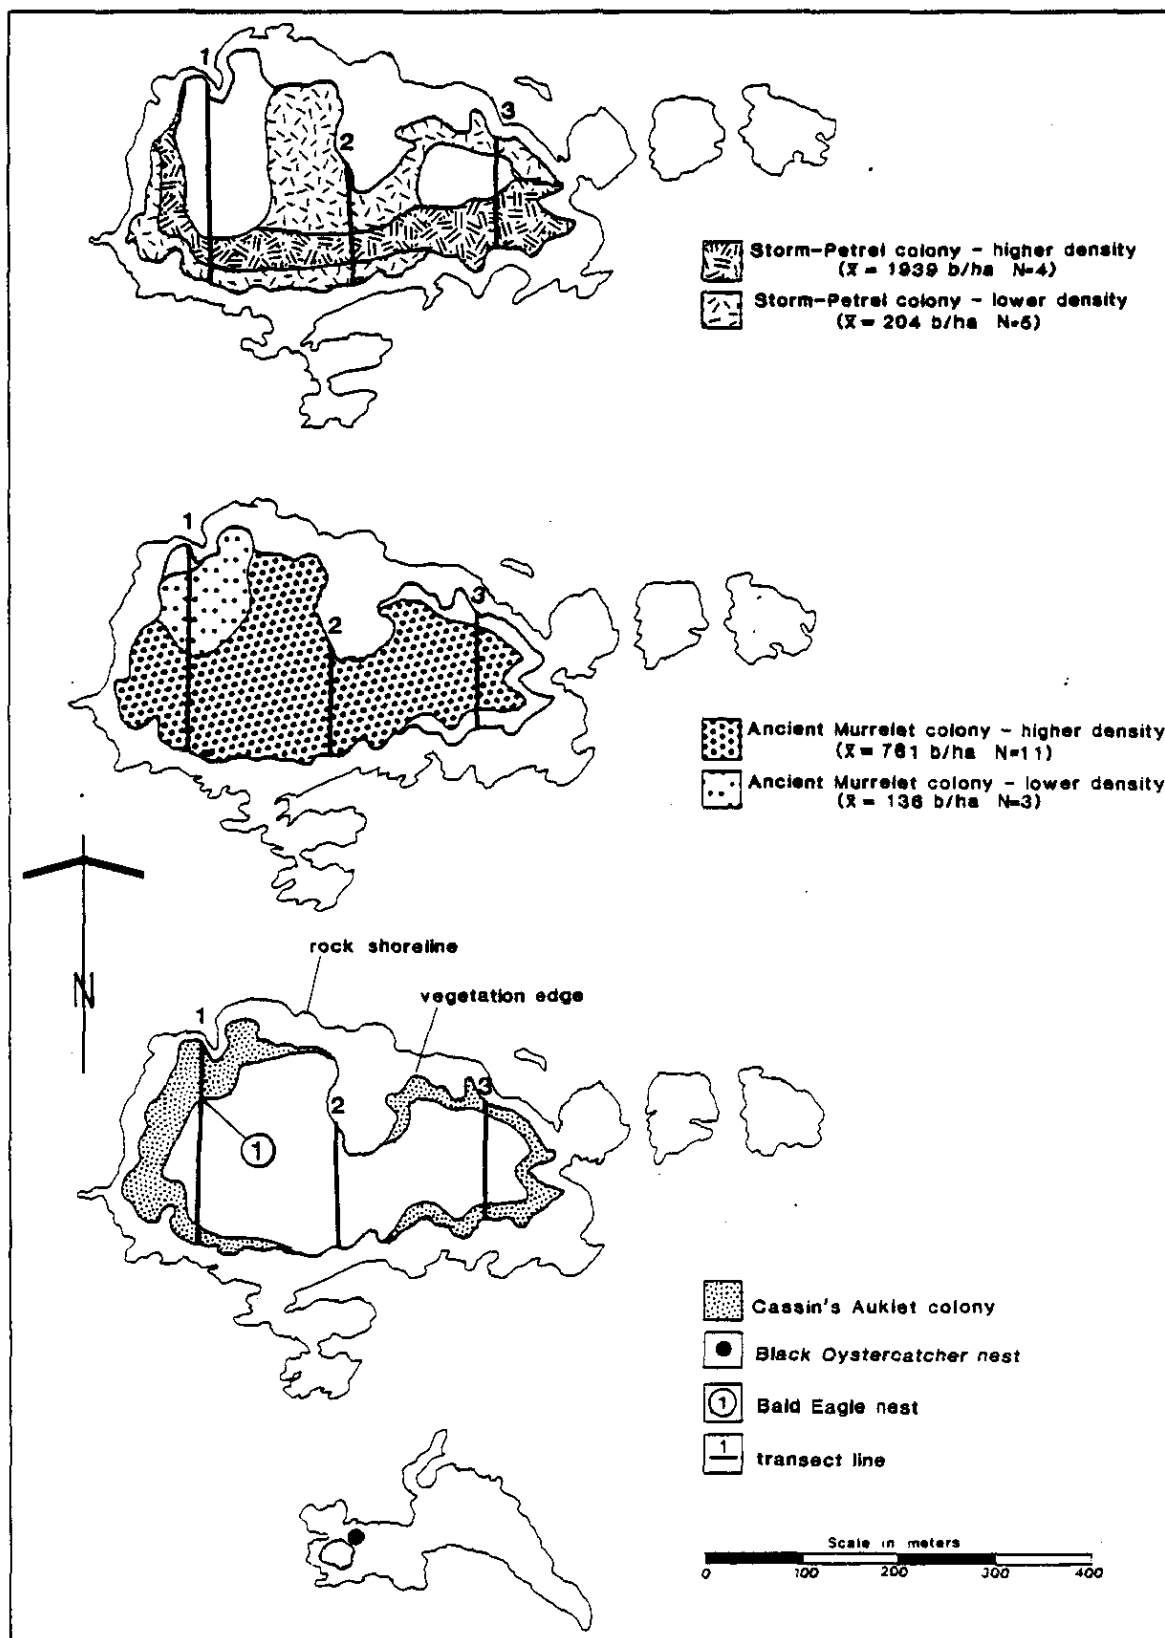 1
2
3
Storm-Petrel colony - higher density
(x̄ = 1939 b/ha N=4)
Storm-Petrel colony - lower density
(x̄ = 204 b/ha N=5)
1
2
3
Ancient Murrelet colony - higher density
(x̄ = 761 b/ha N=11)
Ancient Murrelet colony - lower density
(x̄ = 136 b/ha N=3)
N
rock shoreline
vegetation edge
1
2
3
1
Cassin's Auklet colony
Black Oystercatcher nest
1 Bald Eagle nest
1 transect line
Scale in meters
0 100 200 300 400